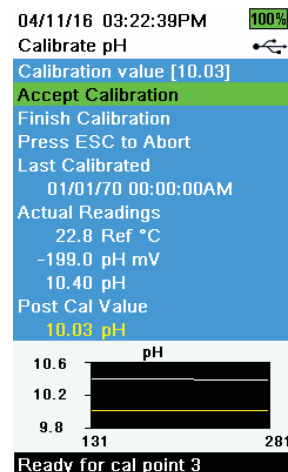 04/11/16 03:22:39PM 100%
Calibrate pH
Calibration value [10.03]
Accept Calibration
Finish Calibration
Press ESC to Abort
Last Calibrated
01/01/70 00:00:00AM
Actual Readings
22.8 Ref °C
-199.0 pH mV
10.40 pH
Post Cal Value
10.03 pH
pH
10.6
10.2
9.8
131 281
Ready for cal point 3